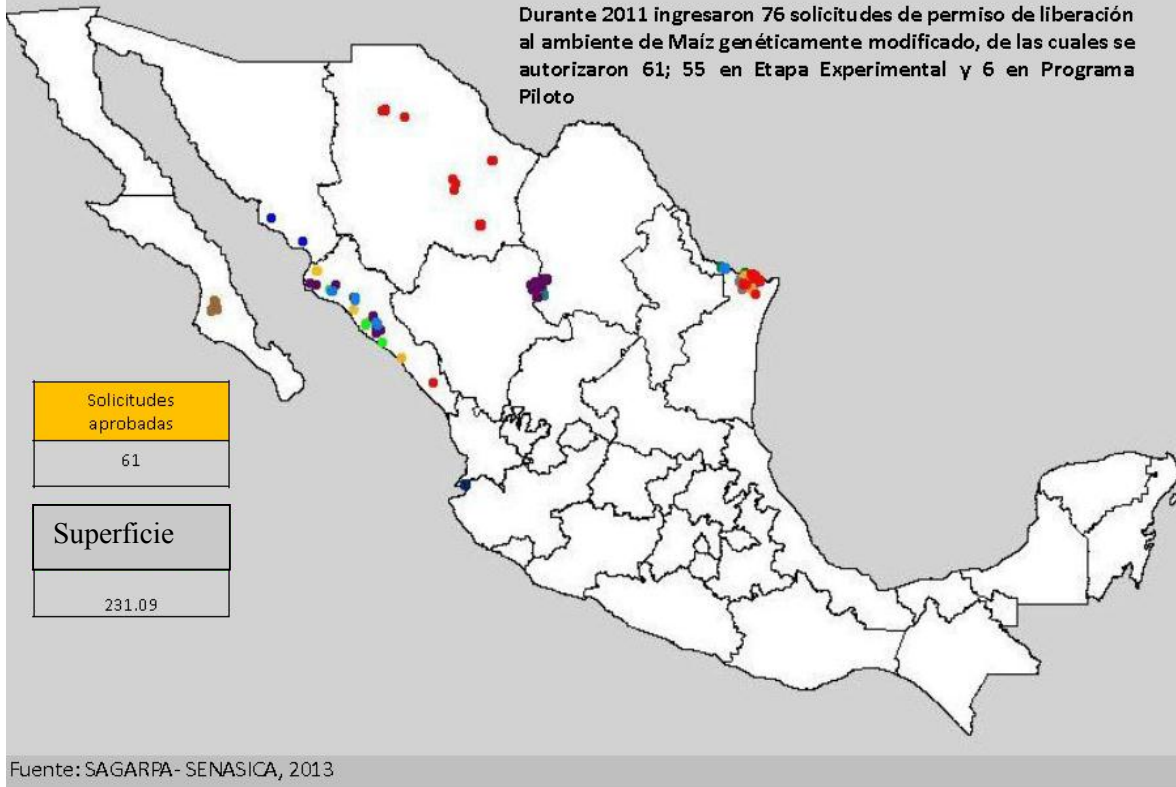 Durante 2011 ingresaron 76 solicitudes de permiso de liberación
al ambiente de Maíz genéticamente modificado, de las cuales se
autorizaron 61; 55 en Etapa Experimental y 6 en Programa
Piloto
Solicitudes
aprobadas
61
Superficie
231.09
Fuente: SAGARPA- SENASICA, 2013